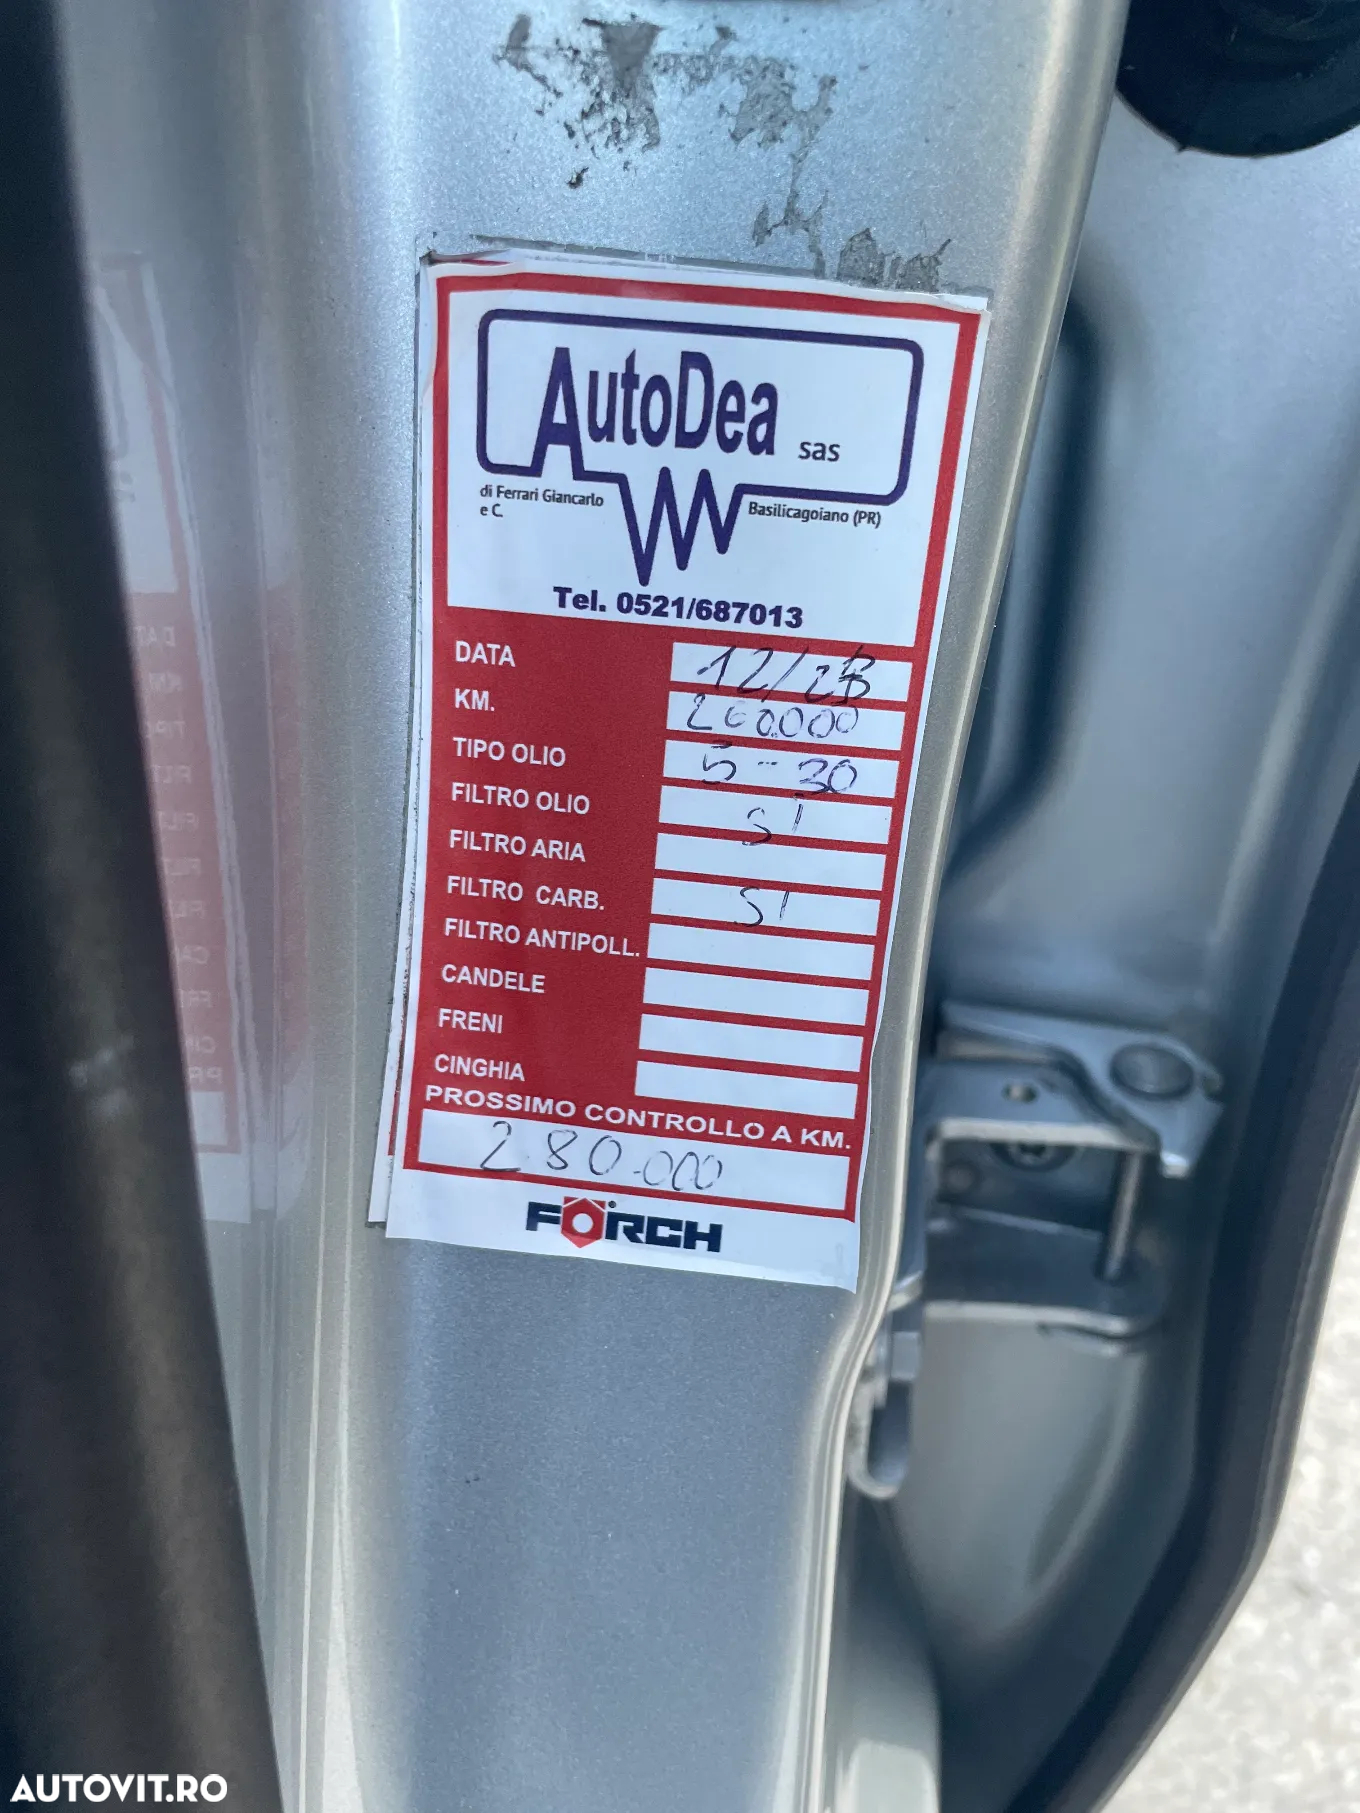 AutoDea sas
di Ferrari Giancarlo
e C.
Basilicagoiano (PR)
Tel. 0521/687013
DATA 12/
KM. 260.000
TIPO OLIO 5-30
FILTRO OLIO SI
FILTRO ARIA
FILTRO CARB. SI
FILTRO ANTIPOLL.
CANDELE
FRENI
CINGHIA
PROSSIMO CONTROLLO A KM.
280.000
FÖRCH
AUTOVIT.RO